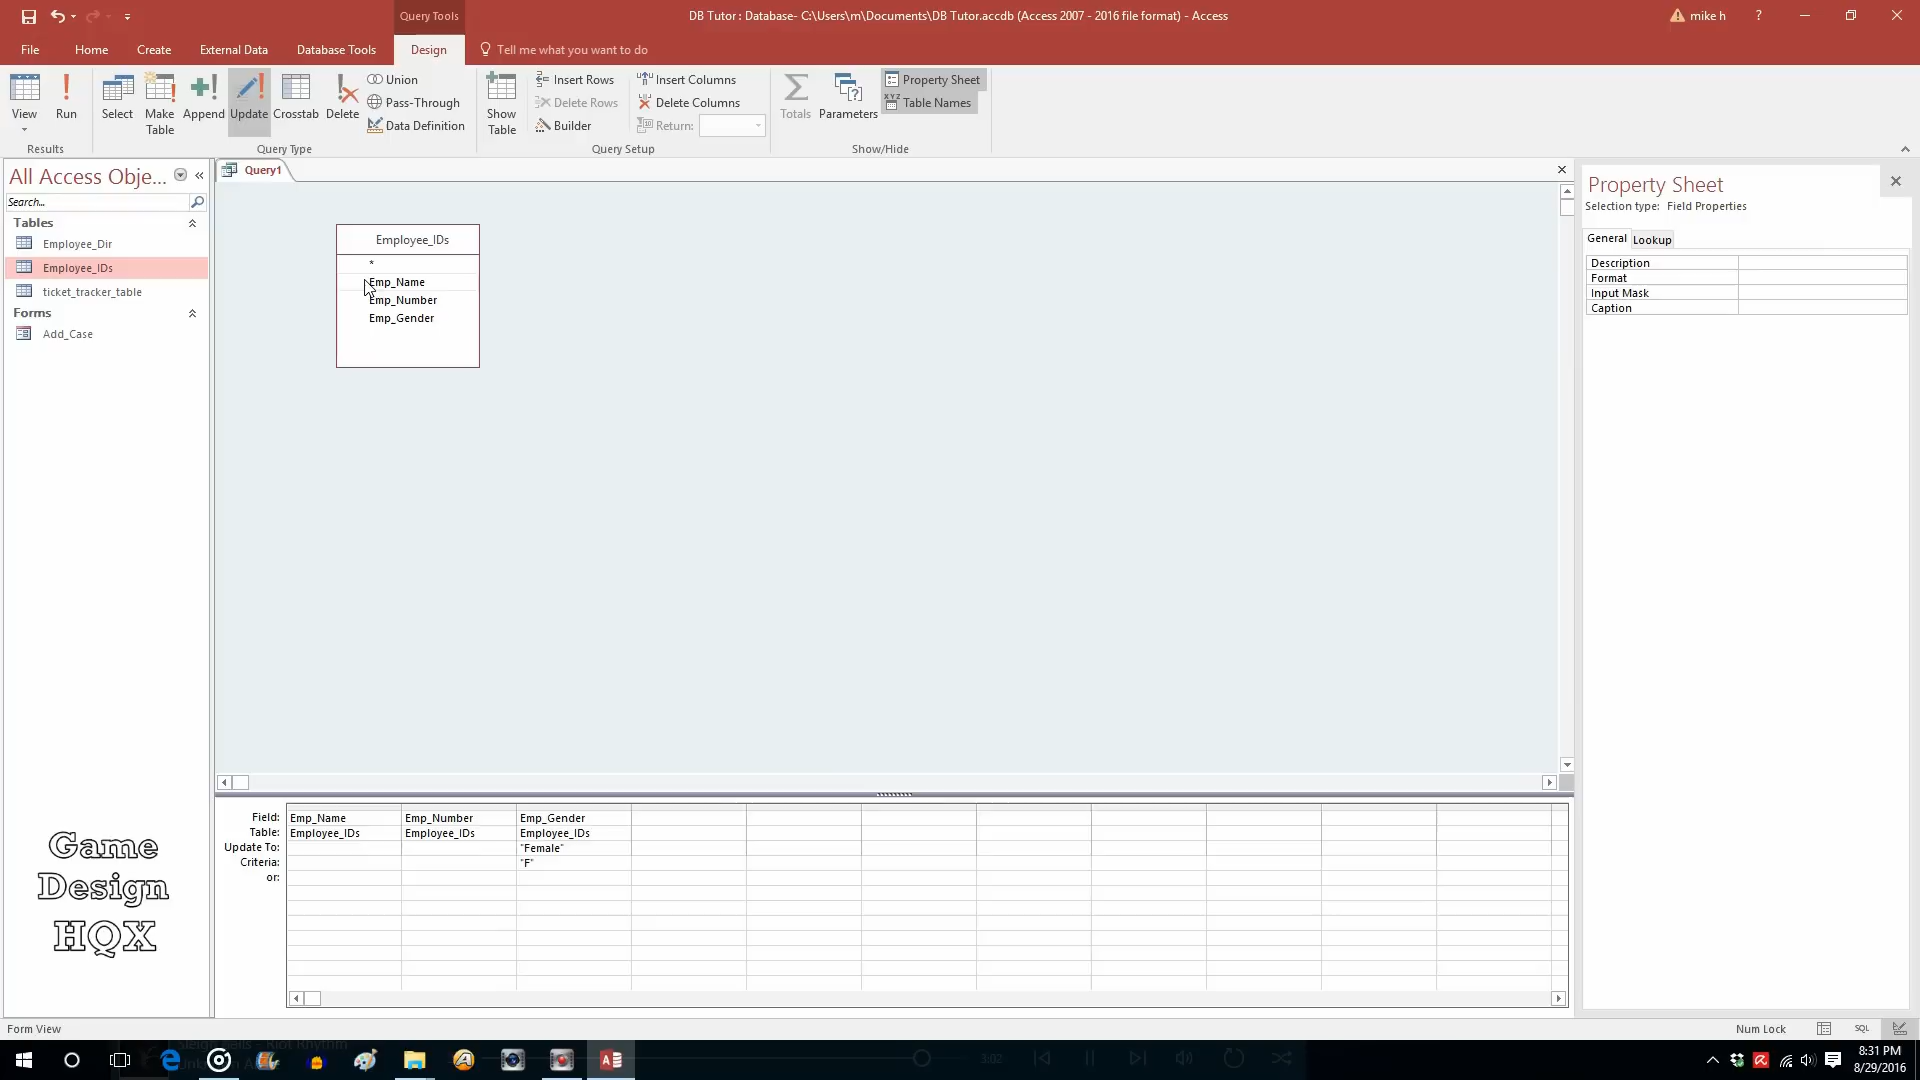 Query Tools
DB Tutor : Database- C:\Users\m\Documents\DB Tutor.accdb (Access 2007 - 2016 file format) - Access
mike h
?
File
Home
Create
External Data
Database Tools
Design
Tell me what you want to do
View
Run
Select
Make
Table
Append
Update
Crosstab
Delete
Union
Pass-Through
Data Definition
Show
Table
Insert Rows
Delete Rows
Builder
Insert Columns
Delete Columns
Return:
Totals
Parameters
Property Sheet
Table Names
Results
Query Type
Query Setup
Show/Hide
All Access Obje...
Search...
Tables
Employee_Dir
Employee_IDs
ticket_tracker_table
Forms
Add_Case
Query1
Employee_IDs
*
Emp_Name
Emp_Number
Emp_Gender
Property Sheet
Selection type: Field Properties
General
Lookup
Description
Format
Input Mask
Caption
Field: Emp_Name Emp_Number Emp_Gender
Table: Employee_IDs Employee_IDs Employee_IDs
Update To: "Female"
Criteria: "F"
or:
Game
Design
HQX
Form View
Num Lock
SQL
3:02
8:31 PM
8/29/2016